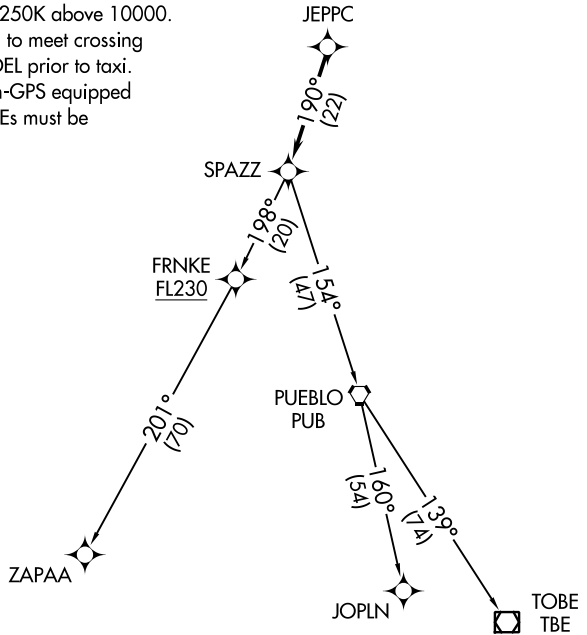 250K above 10000.
to meet crossing
DEL prior to taxi.
-GPS equipped
Es must be
JEPPC
190°
(22)
SPAZZ
198°
(20)
FRNKE
FL230
154°
(47)
PUEBLO
PUB
201°
(70)
160°
(54)
139°
(74)
ZAPAA
JOPLN
TOBE
TBE